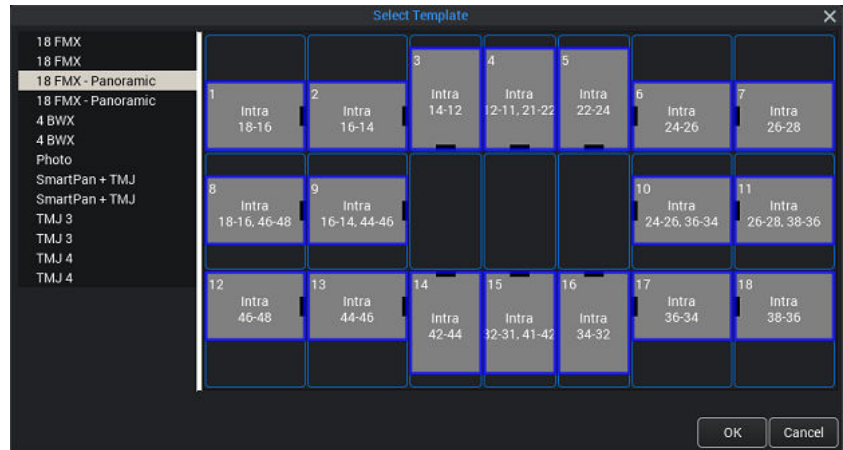 Select Template
18 FMX
18 FMX
18 FMX - Panoramic
18 FMX - Panoramic
4 BWX
4 BWX
Photo
SmartPan + TMJ
SmartPan + TMJ
TMJ 3
TMJ 3
TMJ 4
TMJ 4
1
Intra
18-16
2
Intra
16-14
3
Intra
14-12
4
Intra
12-11, 21-22
5
Intra
22-24
6
Intra
24-26
7
Intra
26-28
8
Intra
18-16, 46-48
9
Intra
16-14, 44-46
10
Intra
24-26, 36-34
11
Intra
26-28, 38-36
12
Intra
46-48
13
Intra
44-46
14
Intra
42-44
15
Intra
32-31, 41-42
16
Intra
34-32
17
Intra
36-34
18
Intra
38-36
OK
Cancel